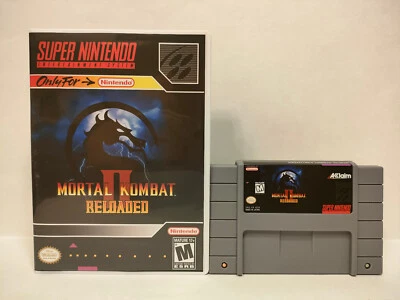 SUPER NINTENDO
ENTERTAINMENT SYSTEM
Only For Nintendo
II
MORTAL KOMBAT
RELOADED
Nintendo
MATURE 17+
M
ESRB
Acclaim
II
MORTAL KOMBAT
RELOADED
SUPER NINTENDO